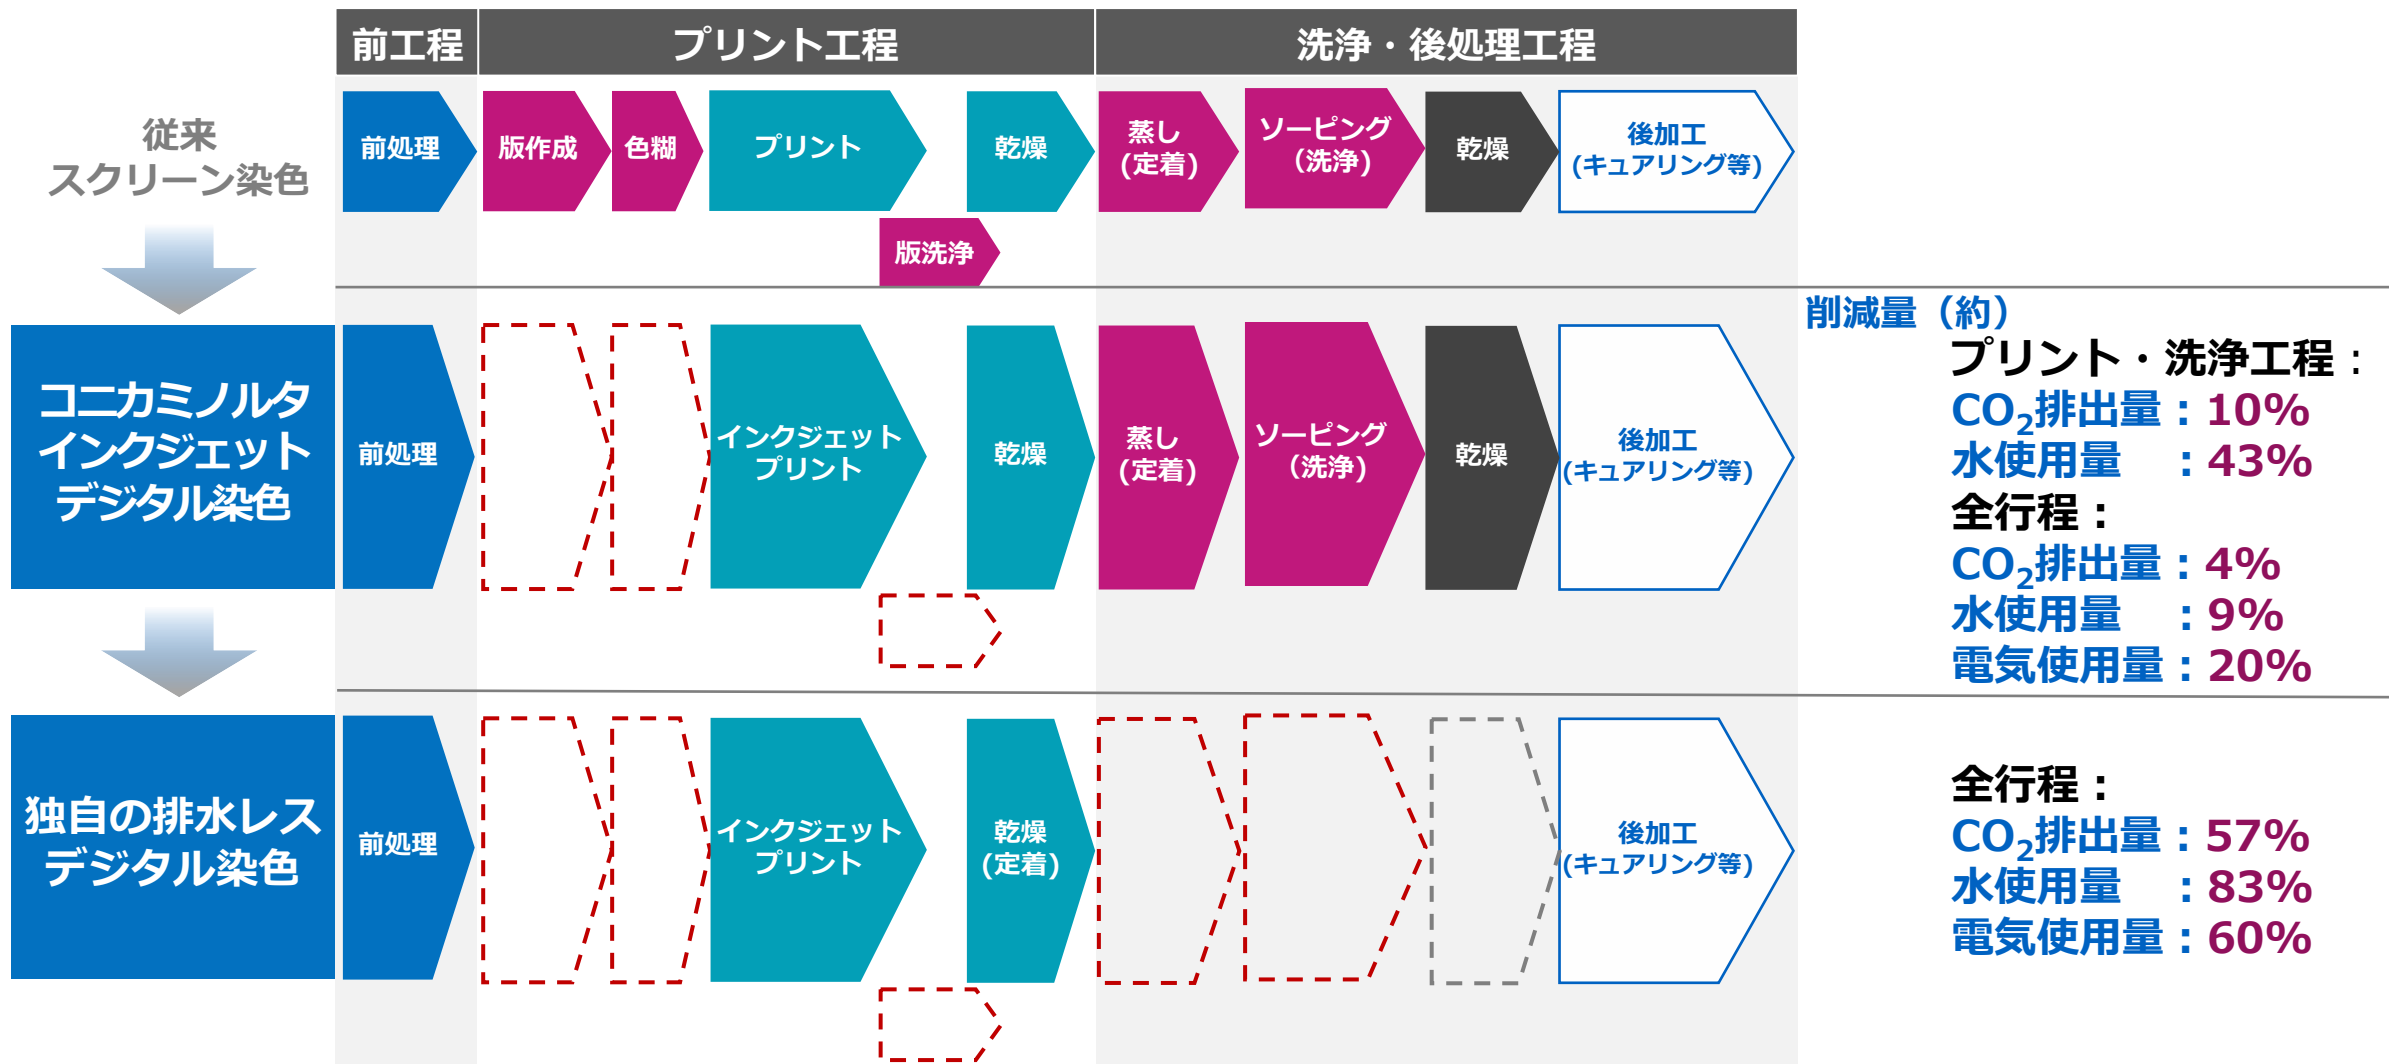 前工程
プリント工程
洗浄・後処理工程
従来
スクリーン染色
前処理
版作成
色糊
プリント
版洗浄
乾燥
蒸し
(定着)
ソーピング
（洗浄）
乾燥
後加工
(キュアリング等)
コニカミノルタ
インクジェット
デジタル染色
前処理
インクジェット
プリント
乾燥
蒸し
(定着)
ソーピング
（洗浄）
乾燥
後加工
(キュアリング等)
削減量（約）
プリント・洗浄工程：
CO₂排出量：10%
水使用量　：43%
全行程：
CO₂排出量：4%
水使用量　：9%
電気使用量：20%
独自の排水レス
デジタル染色
前処理
インクジェット
プリント
乾燥
(定着)
後加工
(キュアリング等)
全行程：
CO₂排出量：57%
水使用量　：83%
電気使用量：60%